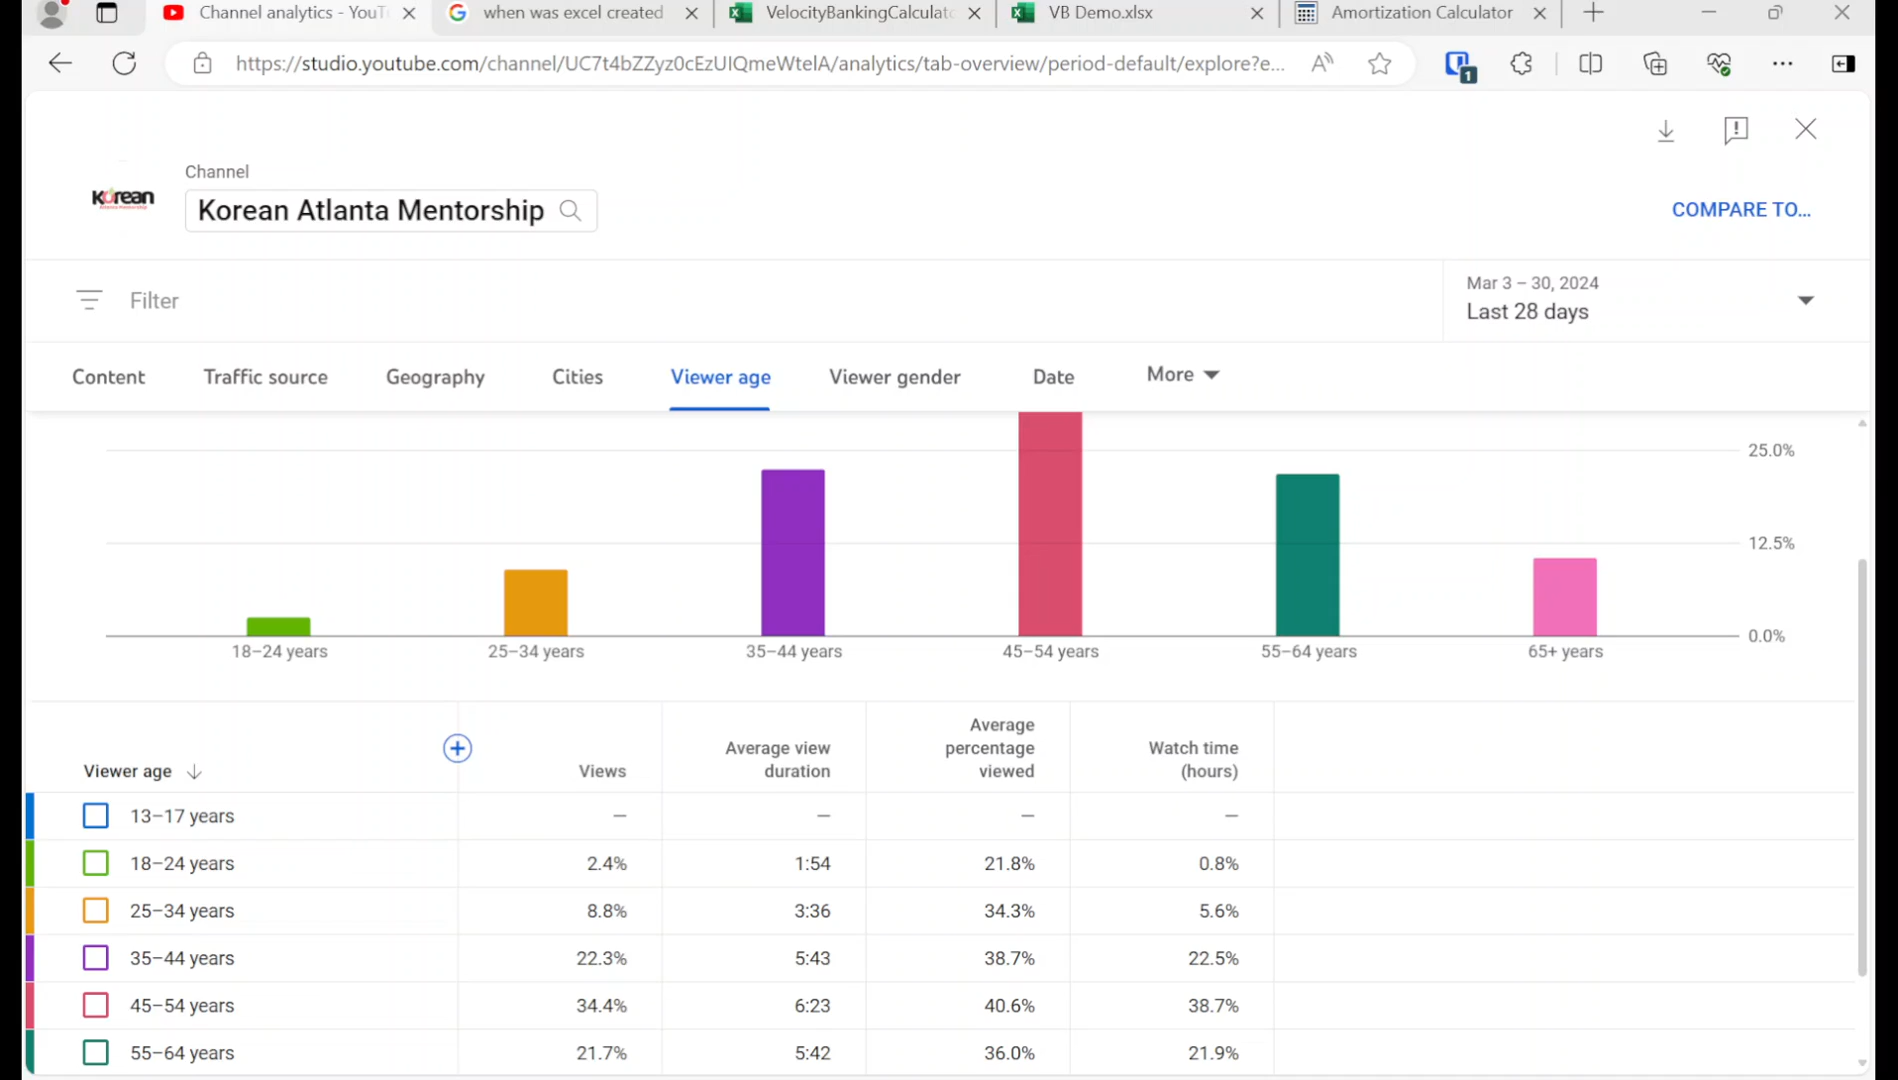 Channel analytics - YouT
when was excel created
VelocityBankingCalculat
VB Demo.xlsx
Amortization Calculator
https://studio.youtube.com/channel/UC7t4bZZyz0cEzUIQmeWtelA/analytics/tab-overview/period-default/explore?e...
1
Channel
Korean
Korean Atlanta Mentorship
COMPARE TO...
Filter
Mar 3 – 30, 2024
Last 28 days
Content
Traffic source
Geography
Cities
Viewer age
Viewer gender
Date
More
25.0%
12.5%
0.0%
18–24 years
25–34 years
35–44 years
45–54 years
55–64 years
65+ years
Viewer age
Views
Average view
duration
Average
percentage
viewed
Watch time
(hours)
13–17 years — — — —
18–24 years 2.4% 1:54 21.8% 0.8%
25–34 years 8.8% 3:36 34.3% 5.6%
35–44 years 22.3% 5:43 38.7% 22.5%
45–54 years 34.4% 6:23 40.6% 38.7%
55–64 years 21.7% 5:42 36.0% 21.9%